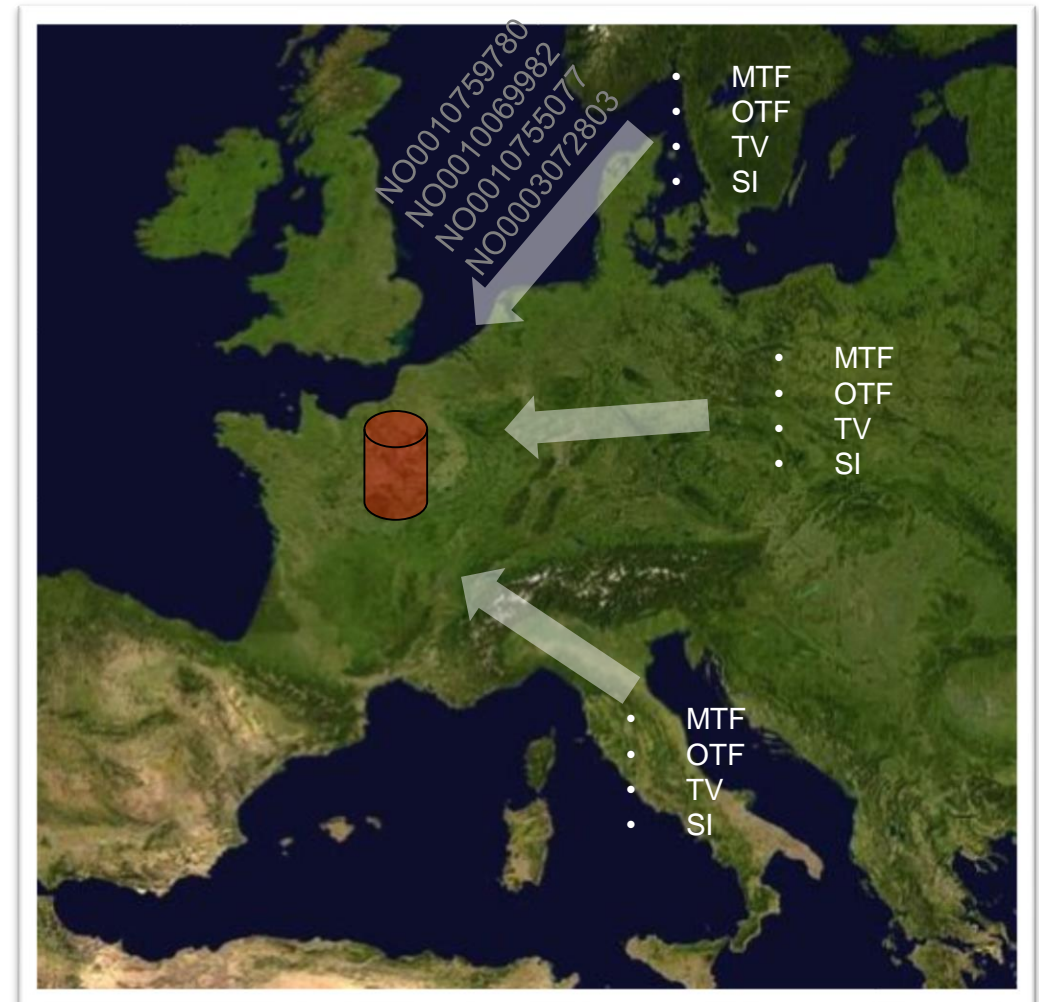 NO0010759780
NO0010069982
NO0010755077
NO0003072803
• MTF
• OTF
• TV
• SI
• MTF
• OTF
• TV
• SI
• MTF
• OTF
• TV
• SI